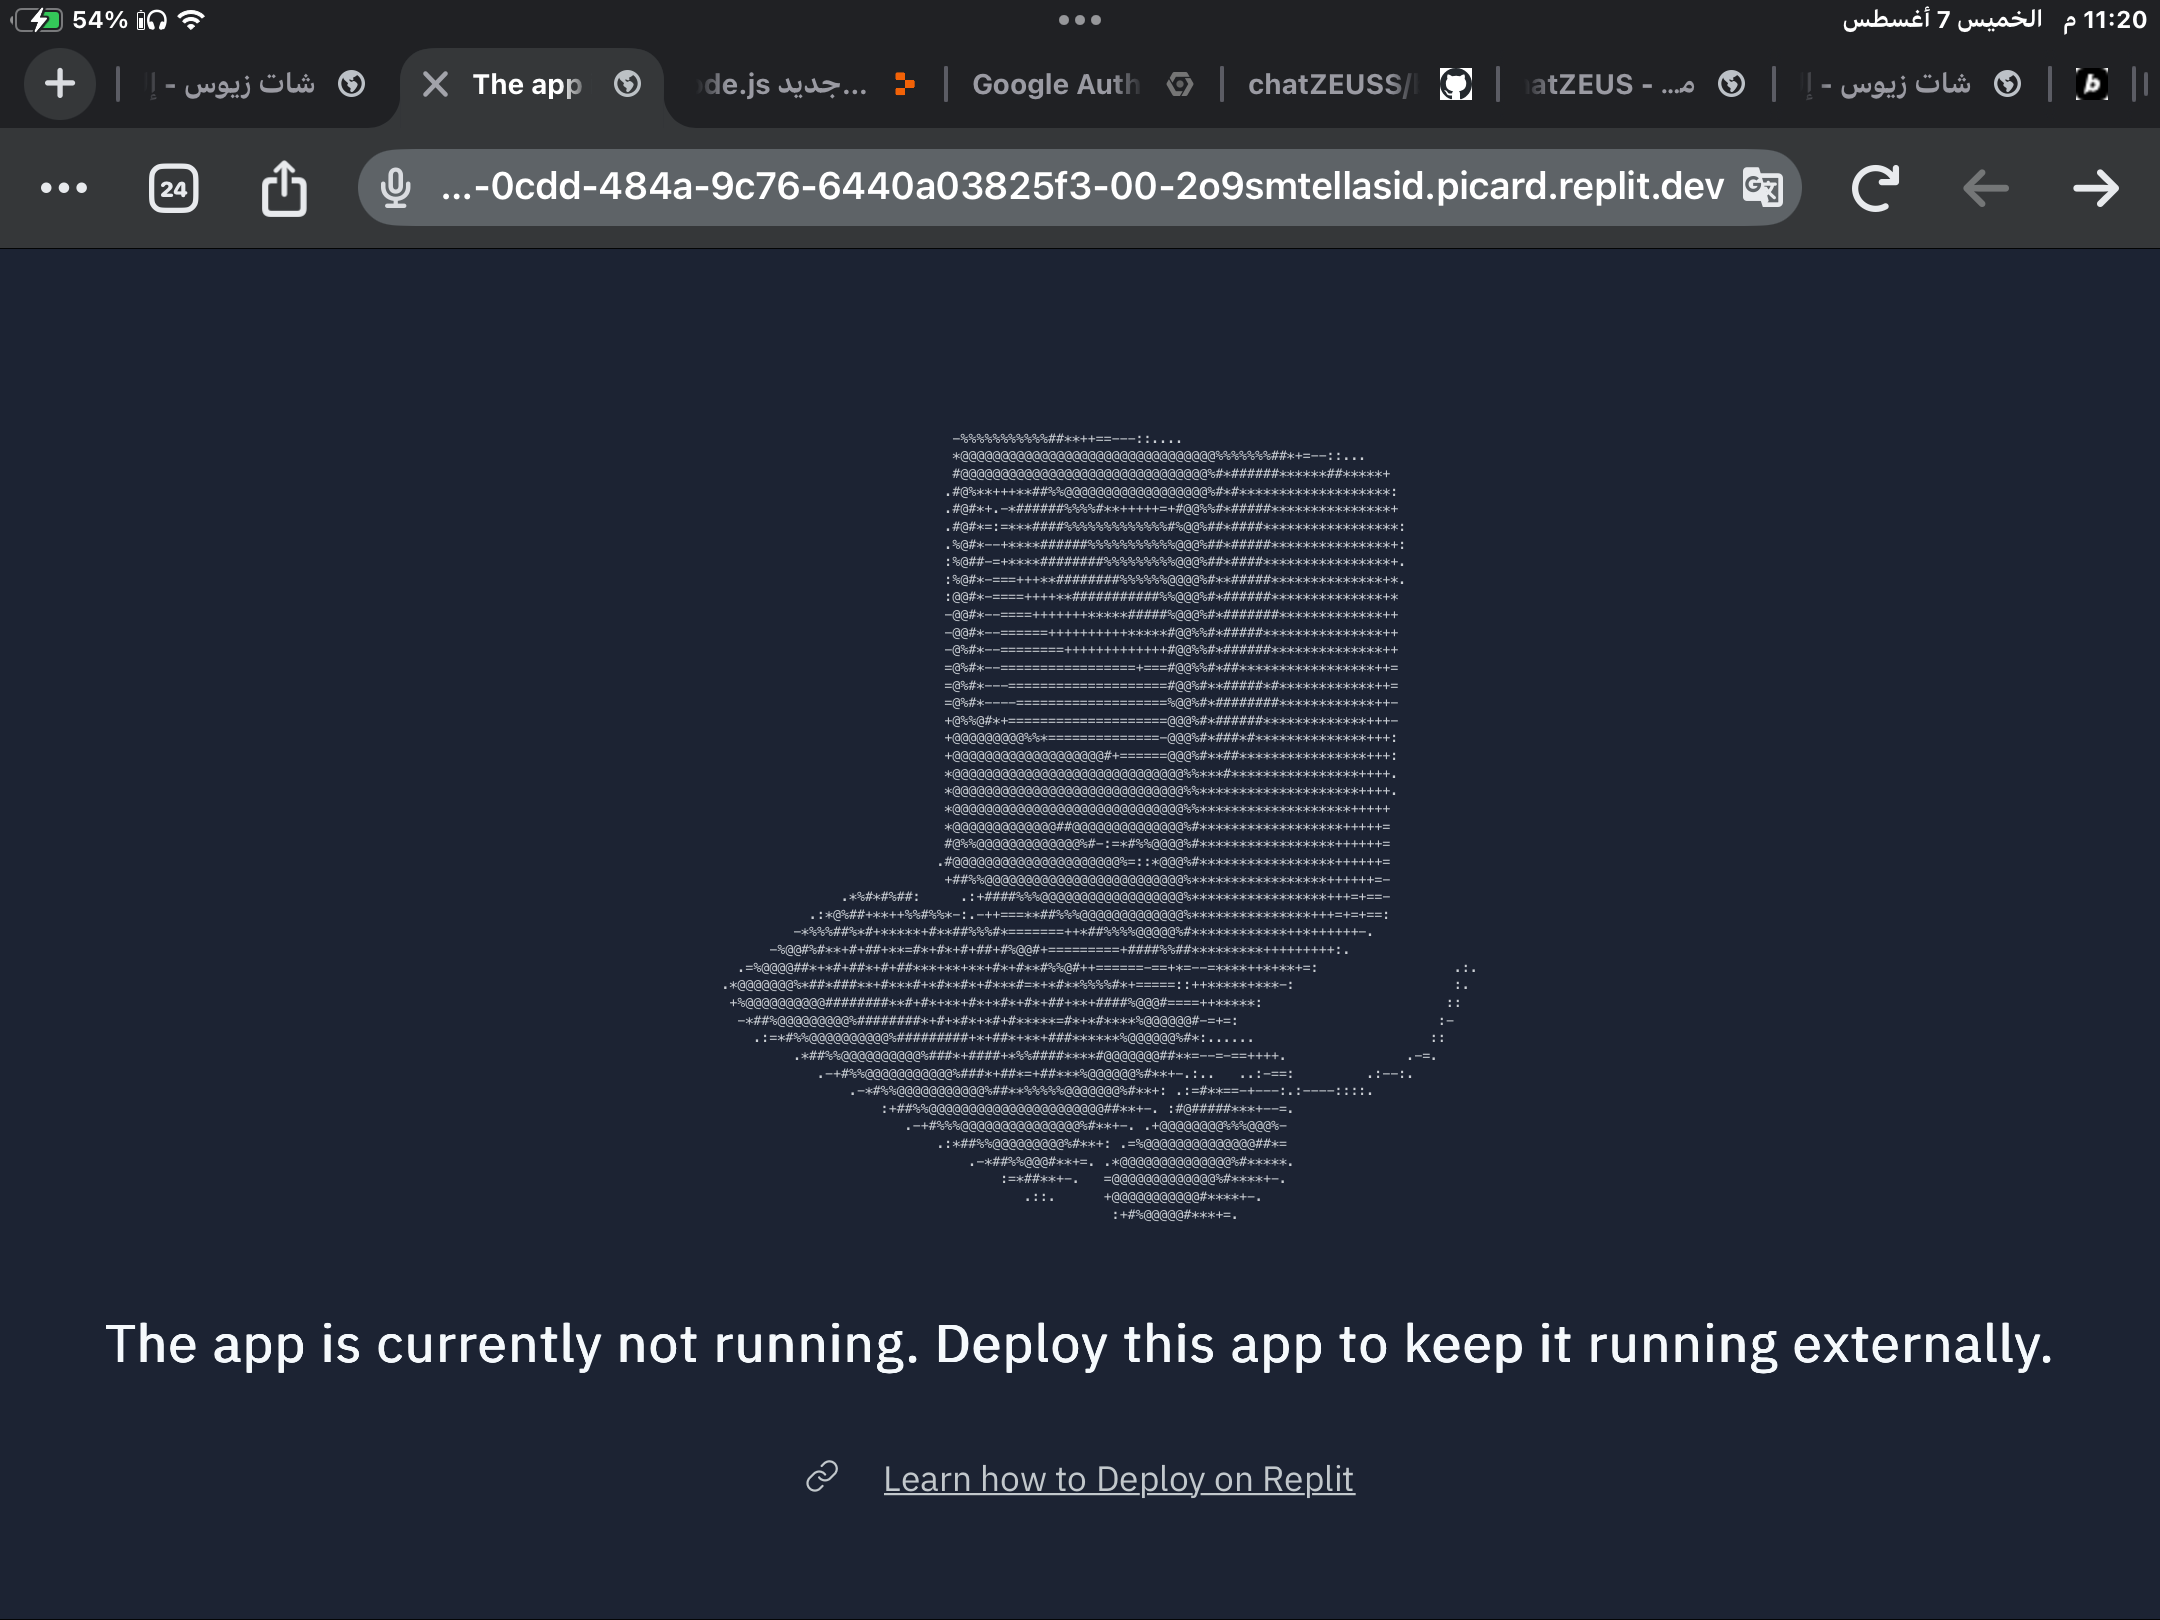 54%
11:20 م الخميس 7 أغسطس
شات زيوس - إ
The app
de.js جديد...
Google Auth
chatZEUSS/
atZEUS - ...م
شات زيوس - إ
b
24
...-0cdd-484a-9c76-6440a03825f3-00-2o9smtellasid.picard.replit.dev
The app is currently not running. Deploy this app to keep it running externally.
Learn how to Deploy on Replit